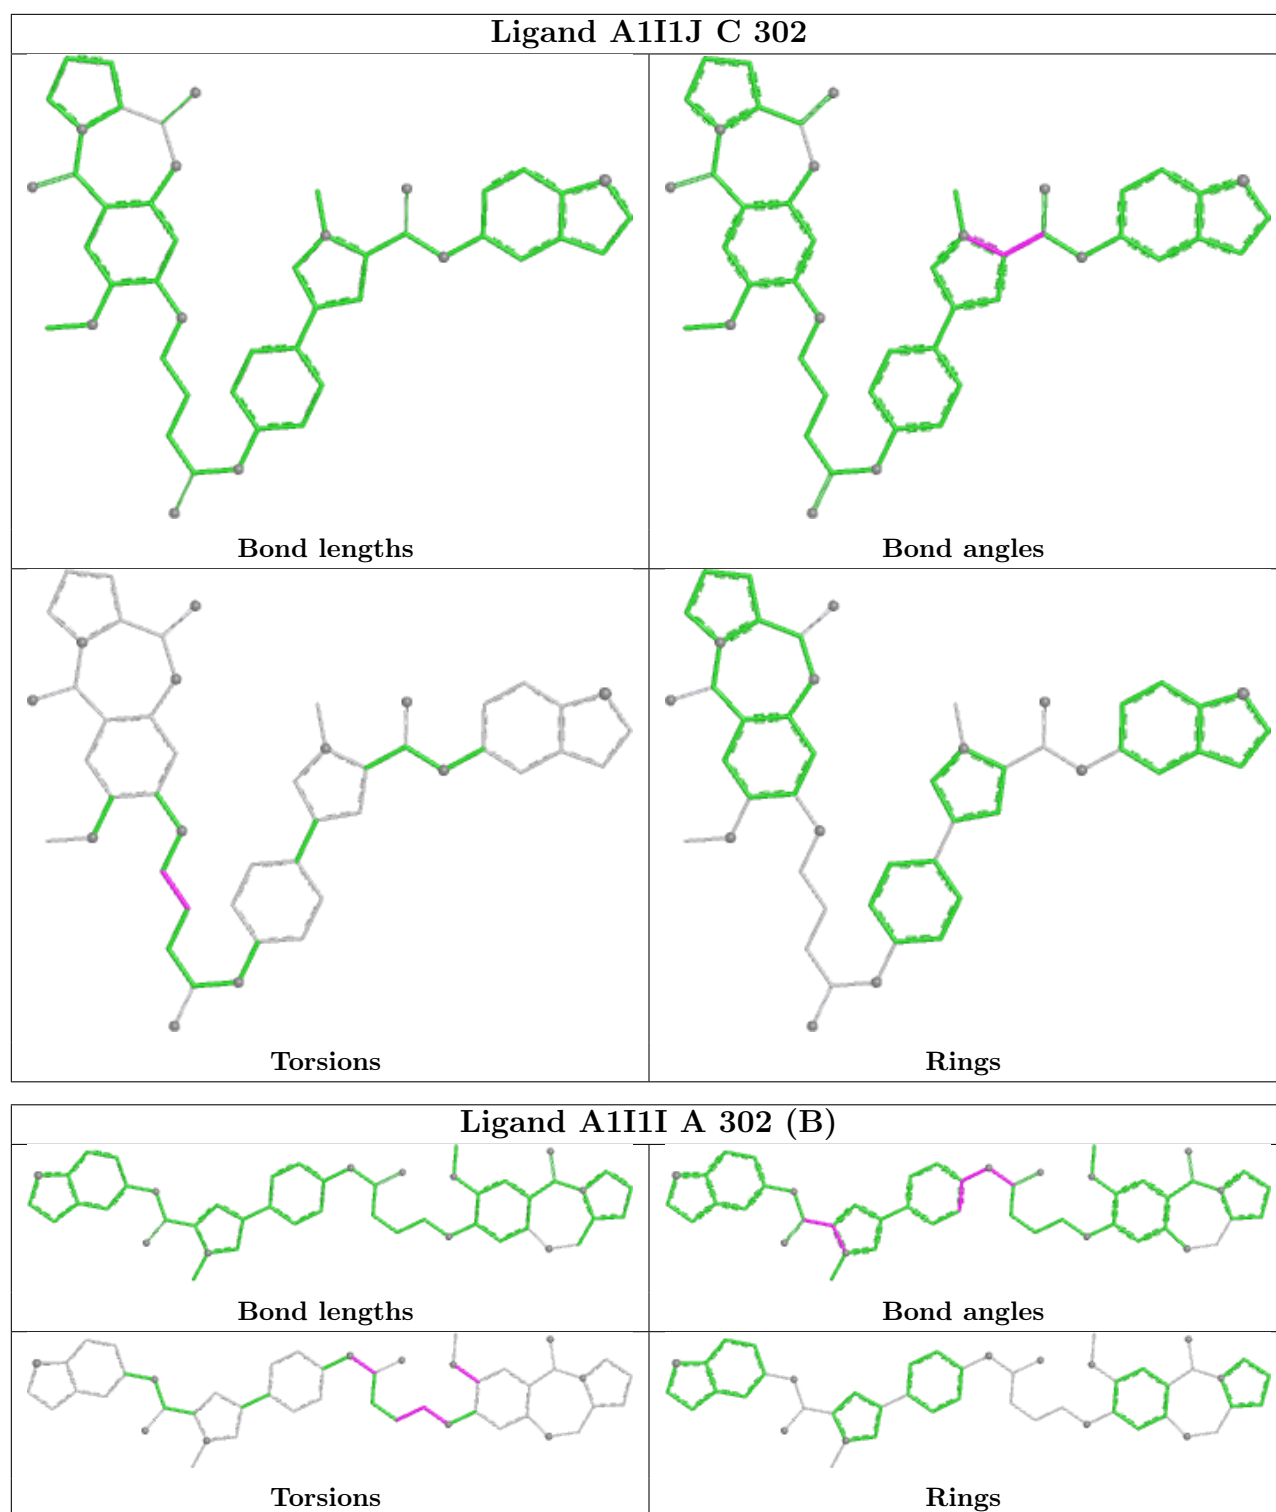 Ligand A1I1J C 302
Bond lengths
Bond angles
Torsions
Rings
Ligand A1I1I A 302 (B)
Bond lengths
Bond angles
Torsions
Rings